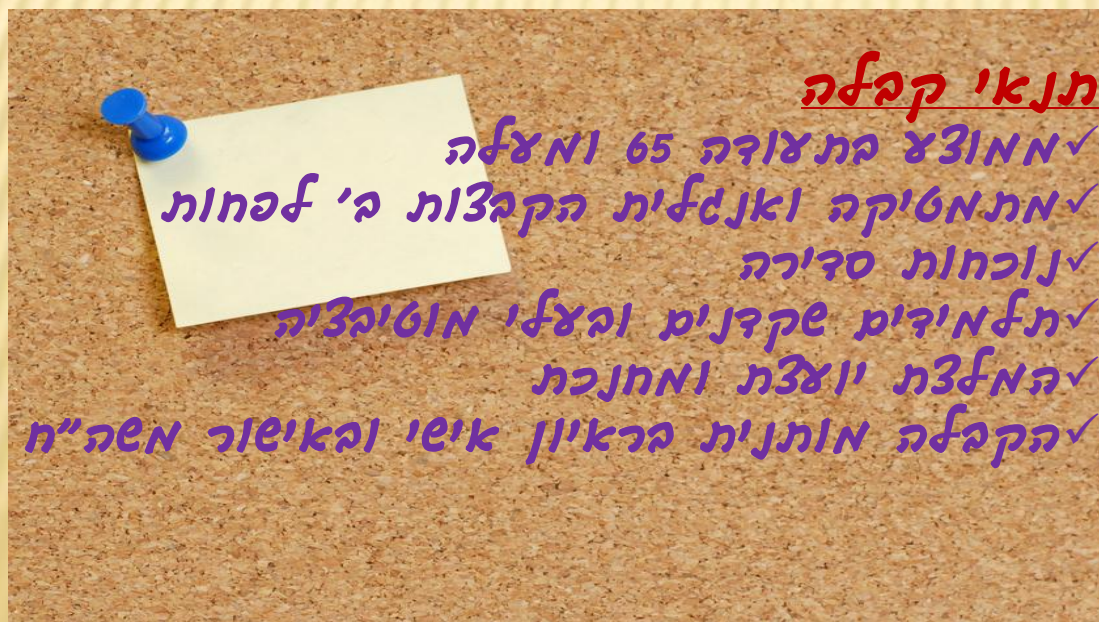 תנאי קבלה
✓ממוצע בתעודה 65 ומעלה
✓מתמטיקה ואנגלית הקבצות ב' לפחות
✓נוכחות סדירה
✓תלמידים שקדנים ובעלי מוטיבציה
✓המלצת יועצת ומחנכת
✓הקבלה מותנית בראיון אישי ובאישור משה"ח